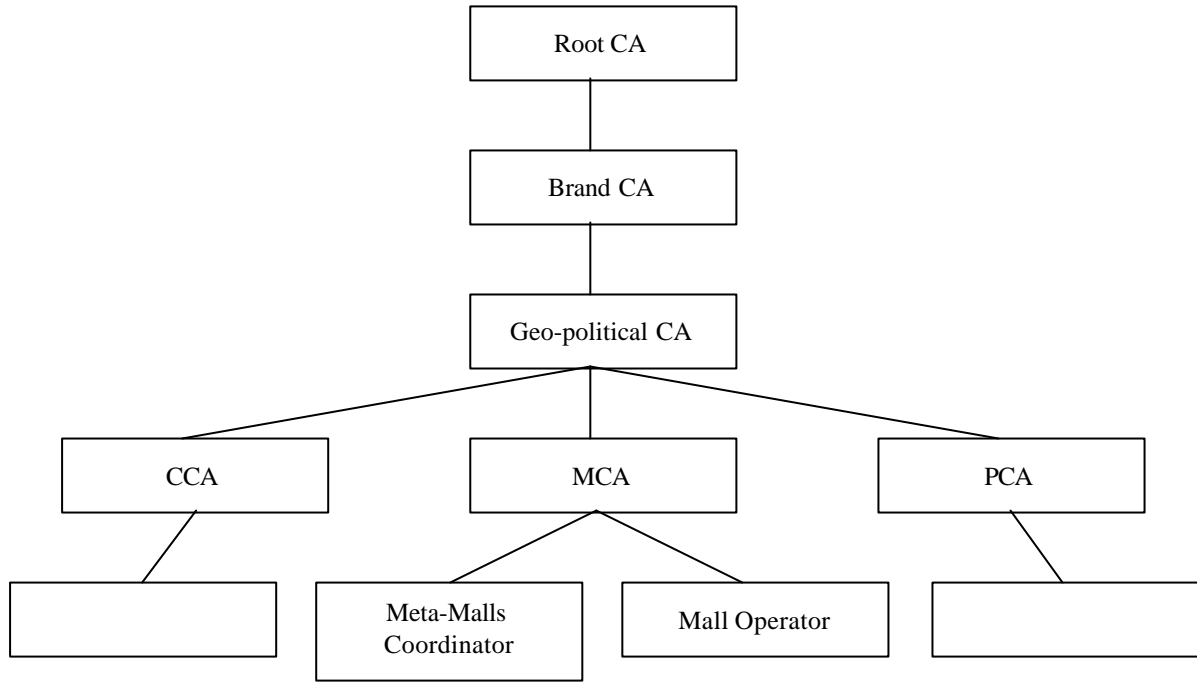 Root CA
Brand CA
Geo-political CA
CCA
MCA
PCA
Meta-Malls
Coordinator
Mall Operator